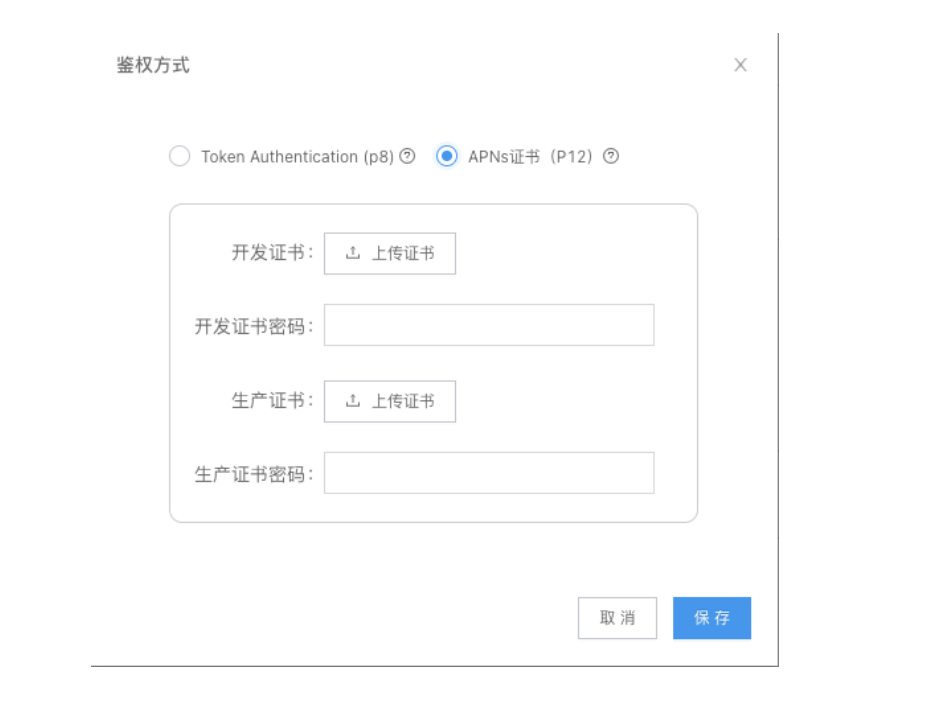 鉴权方式
Token Authentication (p8) APNs证书（P12）
开发证书： 上传证书
开发证书密码：
生产证书： 上传证书
生产证书密码：
取 消 保 存